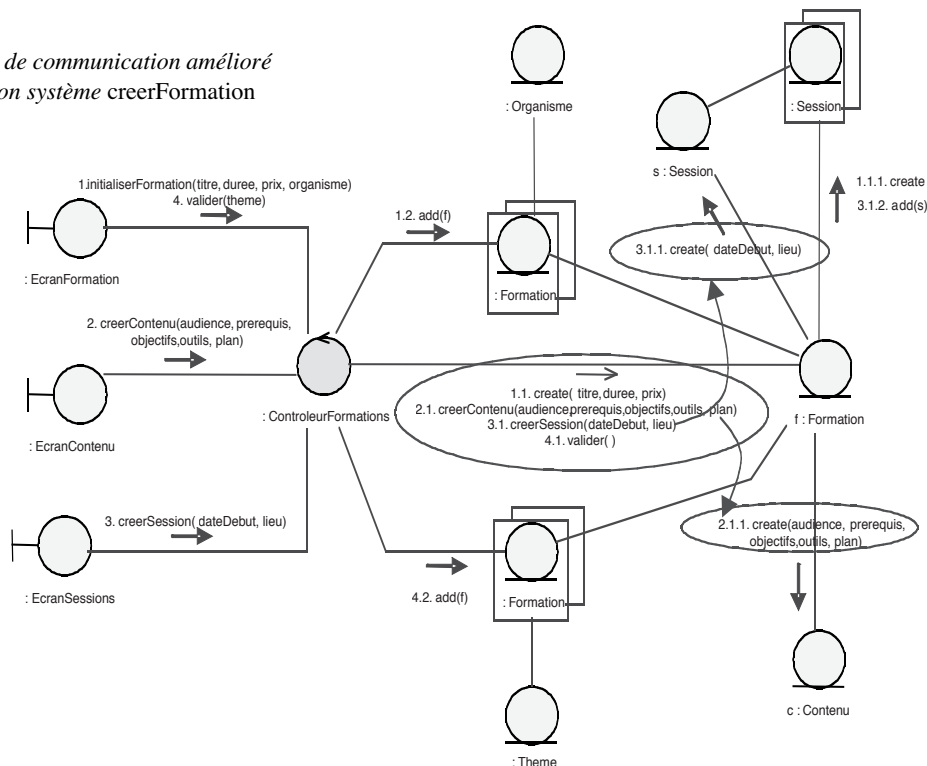 de communication amélioré
on système creerFormation
: Organisme
: Session
s : Session
1.initialiserFormation(titre, duree, prix, organisme)
4. valider(theme)
1.2. add(f)
1.1.1. create
3.1.2. add(s)
3.1.1. create( dateDebut, lieu)
: EcranFormation
: Formation
2. creerContenu(audience, prerequis,
objectifs,outils, plan)
1.1. create( titre,duree, prix)
2.1. creerContenu(audience,prerequis,objectifs,outils, plan)
3.1. creerSession(dateDebut, lieu)
4.1. valider( )
: ControleurFormations
f : Formation
: EcranContenu
3. creerSession( dateDebut, lieu)
2.1.1. create(audience, prerequis,
objectifs,outils, plan)
: EcranSessions
4.2. add(f)
: Formation
c : Contenu
: Theme